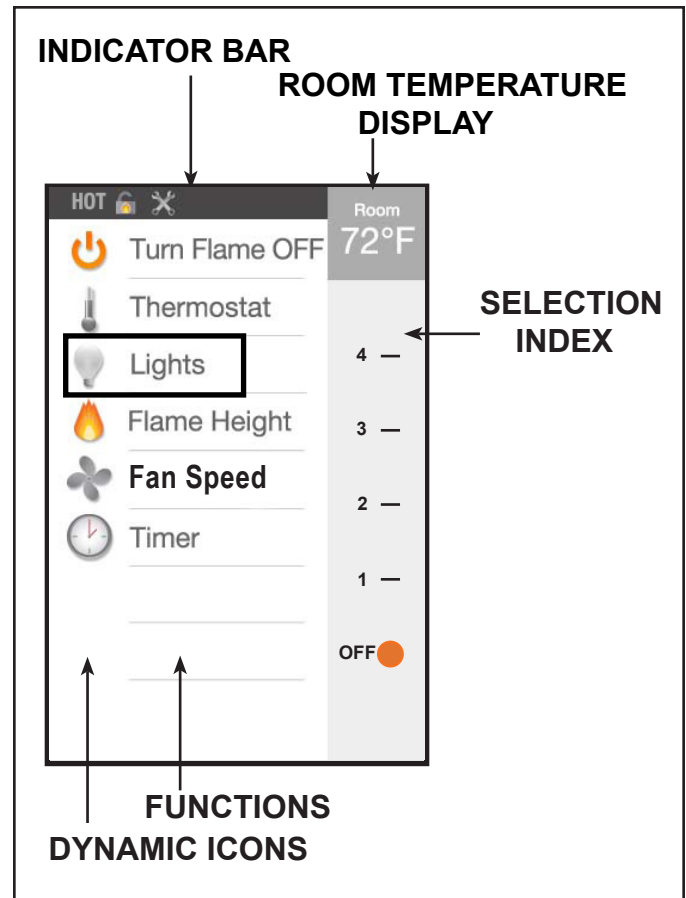 INDICATOR BAR
ROOM TEMPERATURE
DISPLAY
HOT
Room
72°F
Turn Flame OFF
Thermostat
Lights
Flame Height
Fan Speed
Timer
SELECTION
INDEX
4
3
2
1
OFF
FUNCTIONS
DYNAMIC ICONS